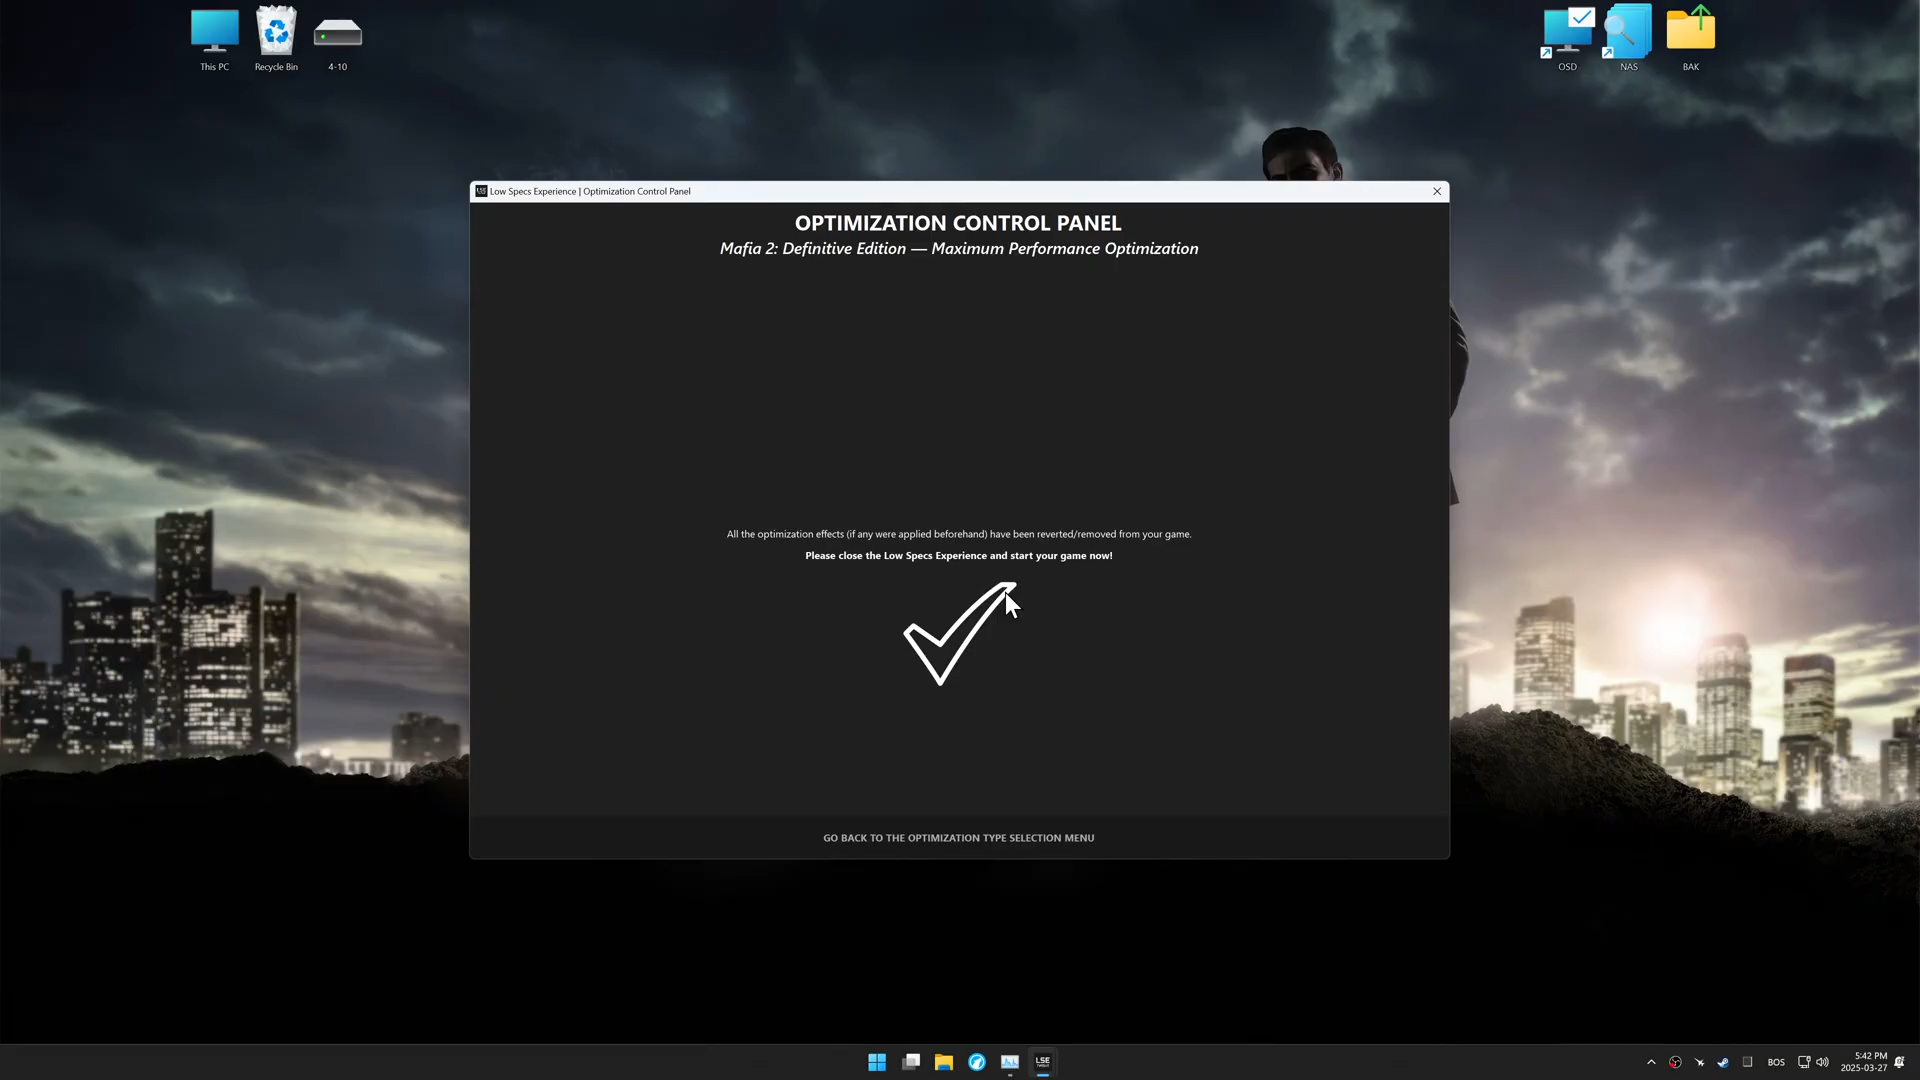 This PC
Recycle Bin
4-10
OSD
NAS
BAK
LSE
Low Specs Experience | Optimization Control Panel
OPTIMIZATION CONTROL PANEL
Mafia 2: Definitive Edition — Maximum Performance Optimization
All the optimization effects (if any were applied beforehand) have been reverted/removed from your game.
Please close the Low Specs Experience and start your game now!
GO BACK TO THE OPTIMIZATION TYPE SELECTION MENU
LSE
BOS
5:42 PM
2025-03-27